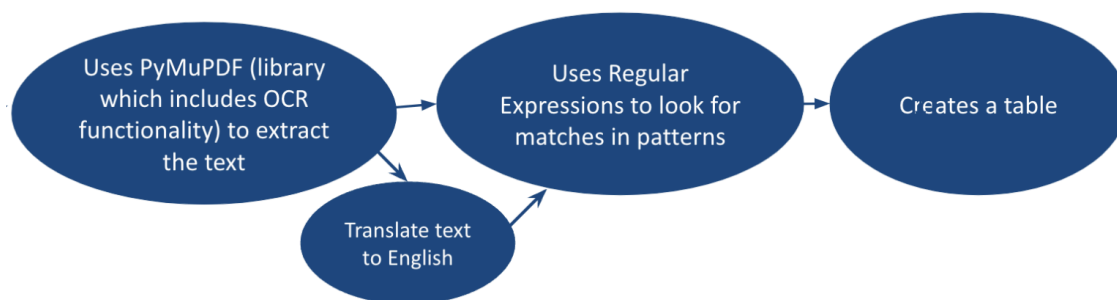 Uses PyMuPDF (library
which includes OCR
functionality) to extract
the text
Translate text
to English
Uses Regular
Expressions to look for
matches in patterns
Creates a table